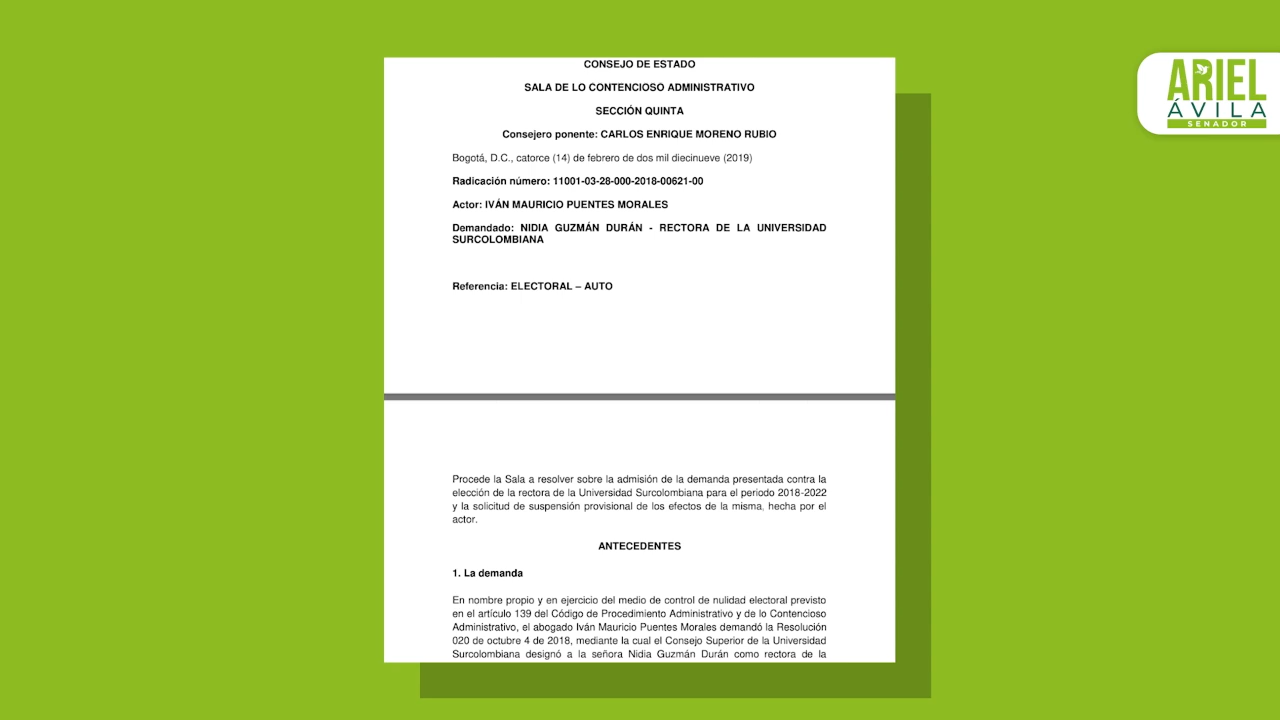 CONSEJO DE ESTADO
SALA DE LO CONTENCIOSO ADMINISTRATIVO
SECCIÓN QUINTA
Consejero ponente: CARLOS ENRIQUE MORENO RUBIO
Bogotá, D.C., catorce (14) de febrero de dos mil diecinueve (2019)
Radicación número: 11001-03-28-000-2018-00621-00
Actor: IVÁN MAURICIO PUENTES MORALES
Demandado: NIDIA GUZMÁN DURÁN - RECTORA DE LA UNIVERSIDAD
SURCOLOMBIANA
Referencia: ELECTORAL – AUTO
Procede la Sala a resolver sobre la admisión de la demanda presentada contra la
elección de la rectora de la Universidad Surcolombiana para el periodo 2018-2022
y la solicitud de suspensión provisional de los efectos de la misma, hecha por el
actor.
ANTECEDENTES
1. La demanda
En nombre propio y en ejercicio del medio de control de nulidad electoral previsto
en el artículo 139 del Código de Procedimiento Administrativo y de lo Contencioso
Administrativo, el abogado Iván Mauricio Puentes Morales demandó la Resolución
020 de octubre 4 de 2018, mediante la cual el Consejo Superior de la Universidad
Surcolombiana designó a la señora Nidia Guzmán Durán como rectora de la
ARIEL
ÁVILA
SENADOR